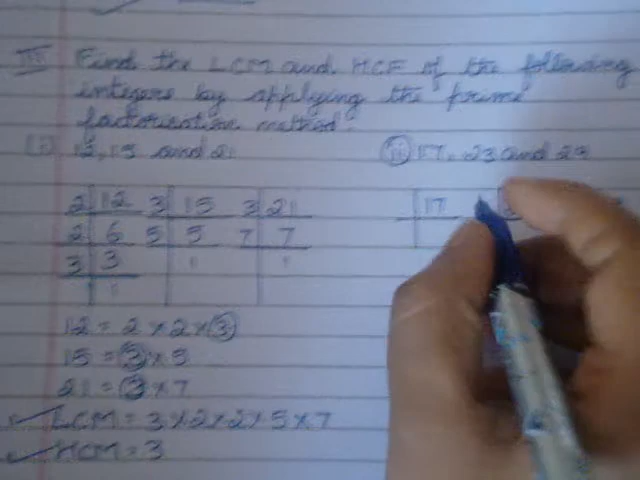 III Find the LCM and HCF of the following
integers by applying the prime
factorisation method.
(i) 12, 15 and 21
(ii) 17, 23 and 29
2 12 3 15 3 21
2 6 5 5 7 7
3 3 1 1
1
17
12 = 2 × 2 × 3
15 = 3 × 5
21 = 3 × 7
LCM = 3 × 2 × 2 × 5 × 7
HCM = 3